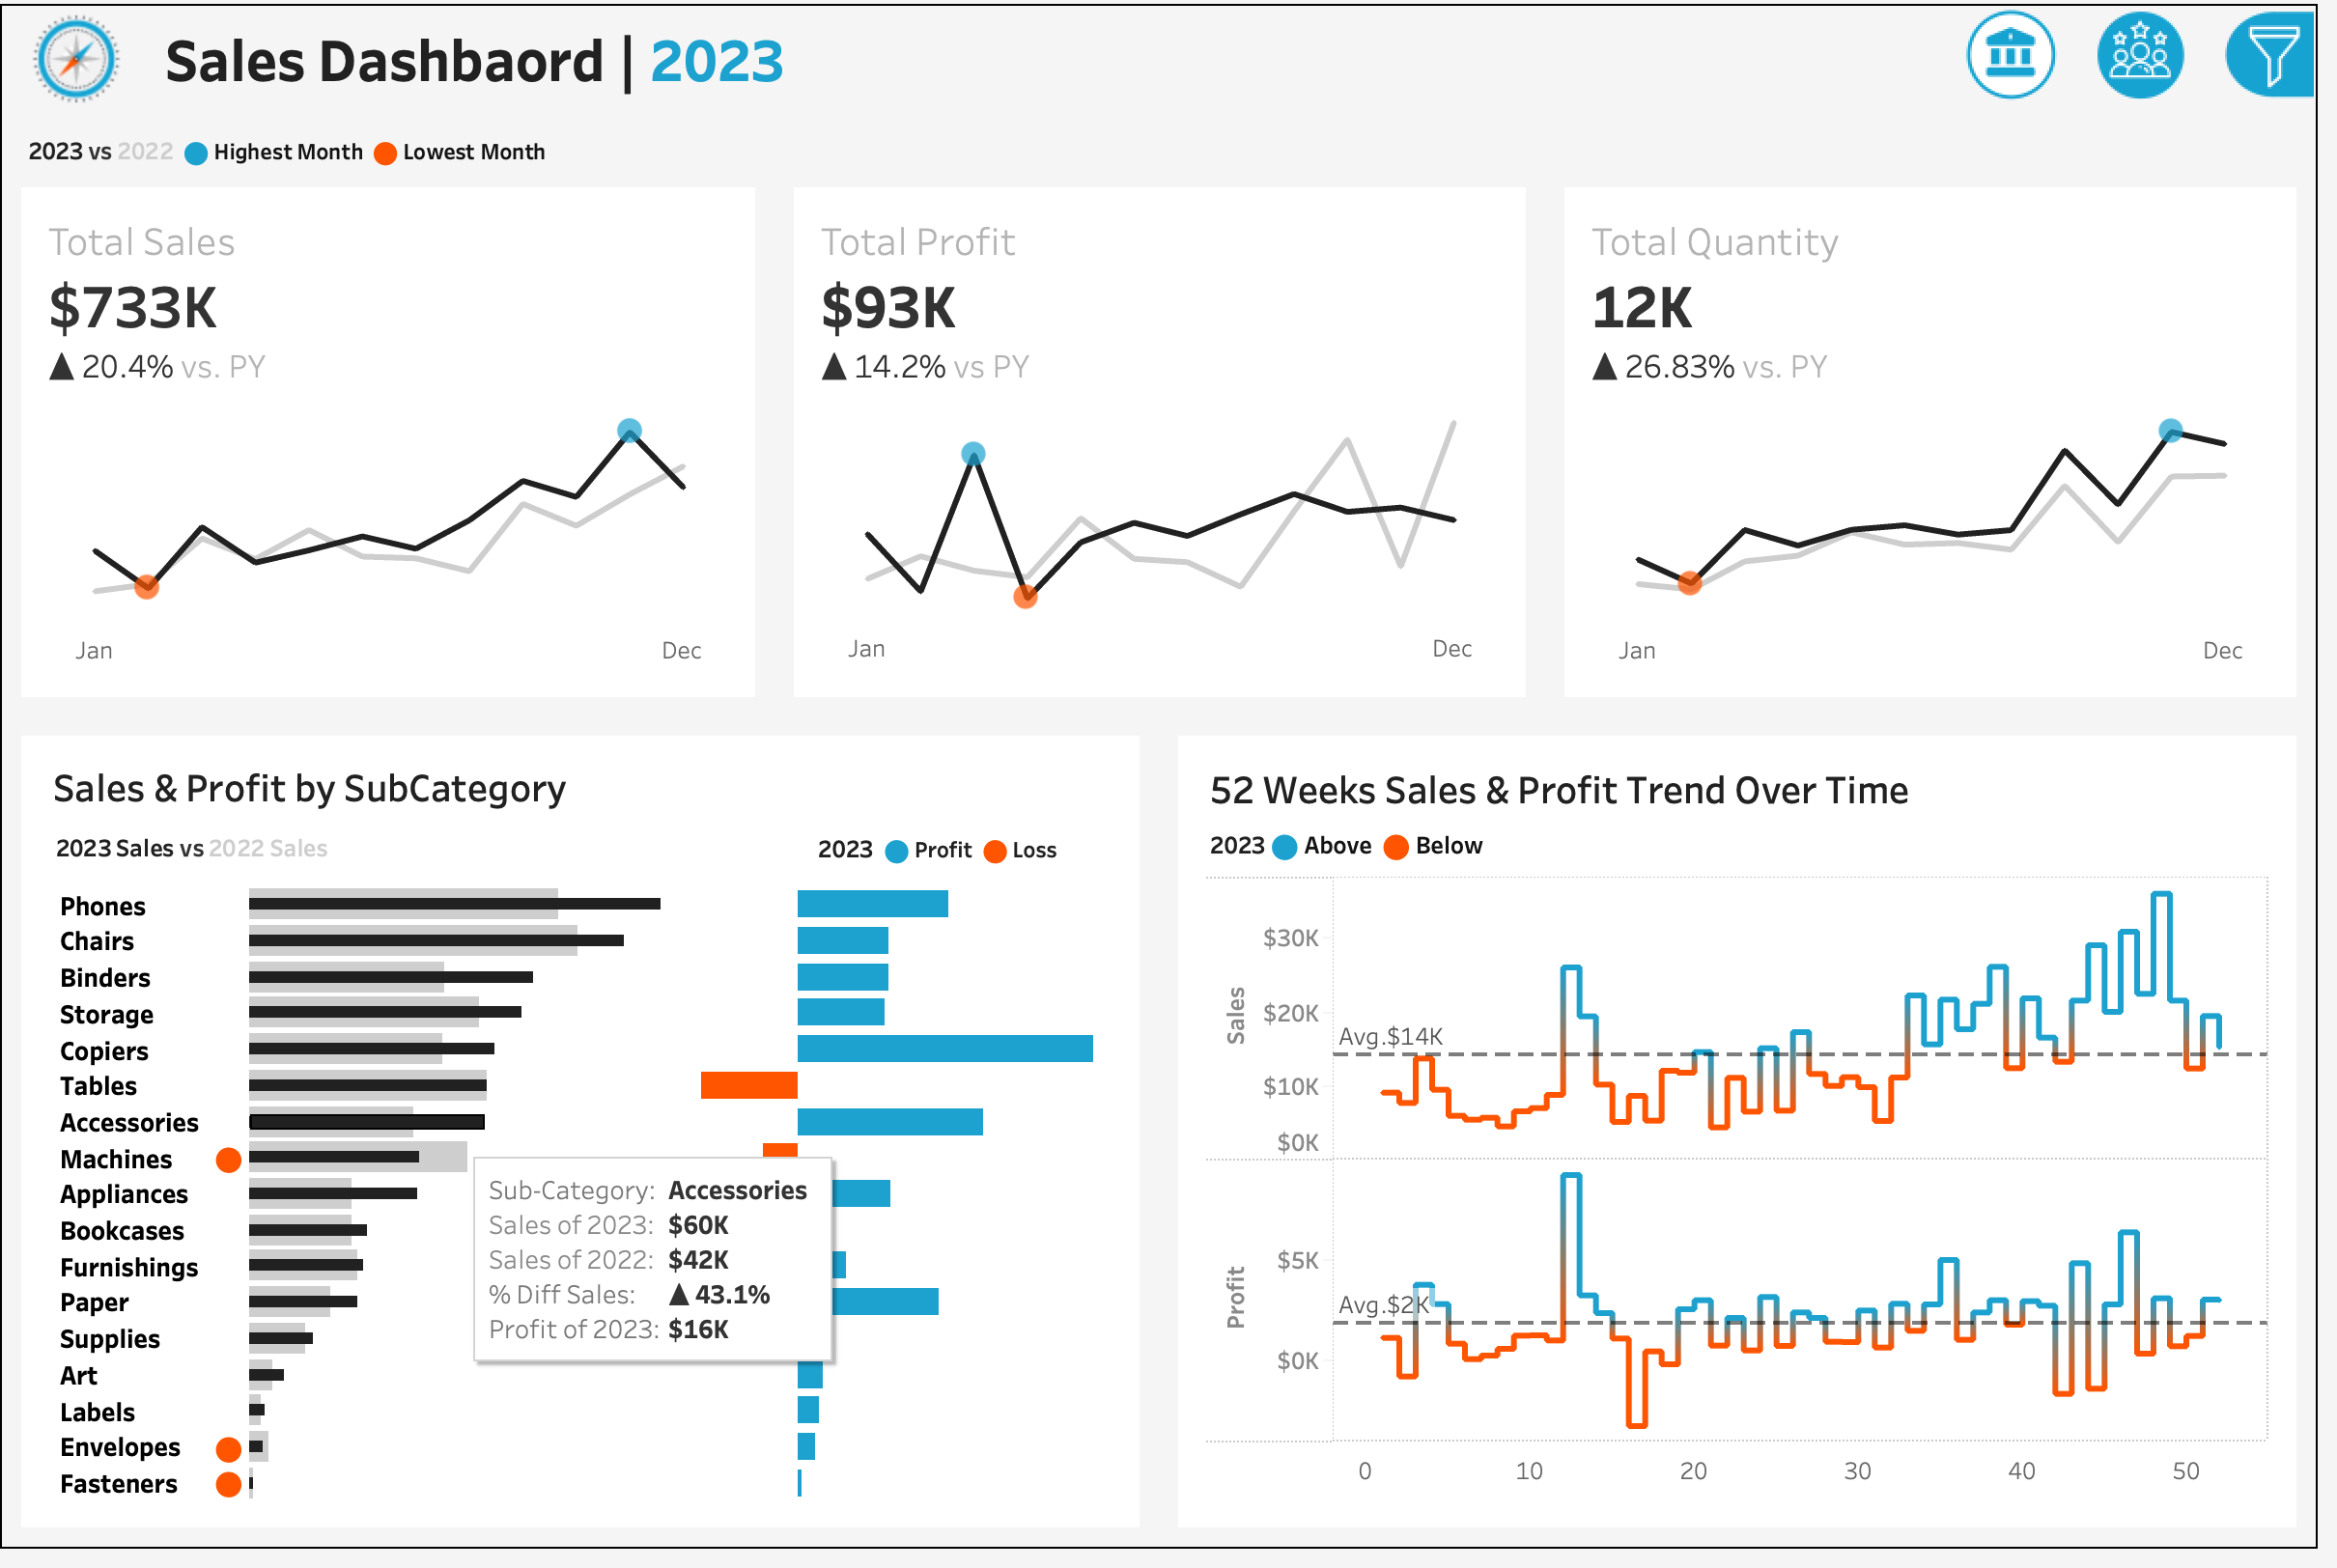 Sales Dashbaord | 2023
2023 vs 2022 Highest Month Lowest Month
Total Sales
$733K
▲ 20.4% vs. PY
Jan Dec
Total Profit
$93K
▲ 14.2% vs PY
Jan Dec
Total Quantity
12K
▲ 26.83% vs. PY
Jan Dec
Sales & Profit by SubCategory
2023 Sales vs 2022 Sales
2023 Profit Loss
Phones
Chairs
Binders
Storage
Copiers
Tables
Accessories
Machines
Appliances
Bookcases
Furnishings
Paper
Supplies
Art
Labels
Envelopes
Fasteners
Sub-Category: Accessories
Sales of 2023: $60K
Sales of 2022: $42K
% Diff Sales: ▲ 43.1%
Profit of 2023: $16K
52 Weeks Sales & Profit Trend Over Time
2023 Above Below
Sales
$30K
$20K
$10K
$0K
Avg.$14K
Profit
$5K
$0K
Avg.$2K
0 10 20 30 40 50